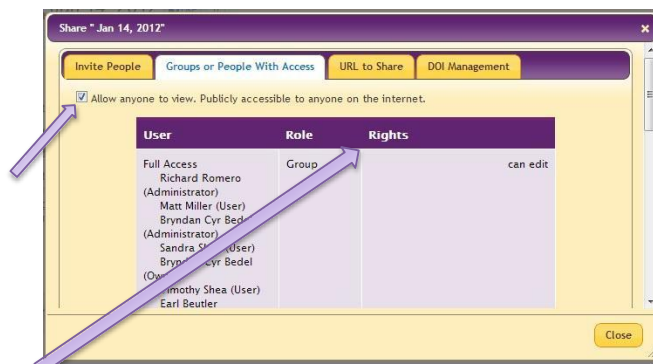 Share " Jan 14, 2012"
x
Invite People Groups or People With Access URL to Share DOI Management
Allow anyone to view. Publicly accessible to anyone on the internet.
User Role Rights
Full Access Group can edit
Richard Romero
(Administrator)
Matt Miller (User)
Bryndan Cyr Bedel
(Administrator)
Sandra (User)
Cyr Bedel
Timothy Shea (User)
Earl Beutler
Close